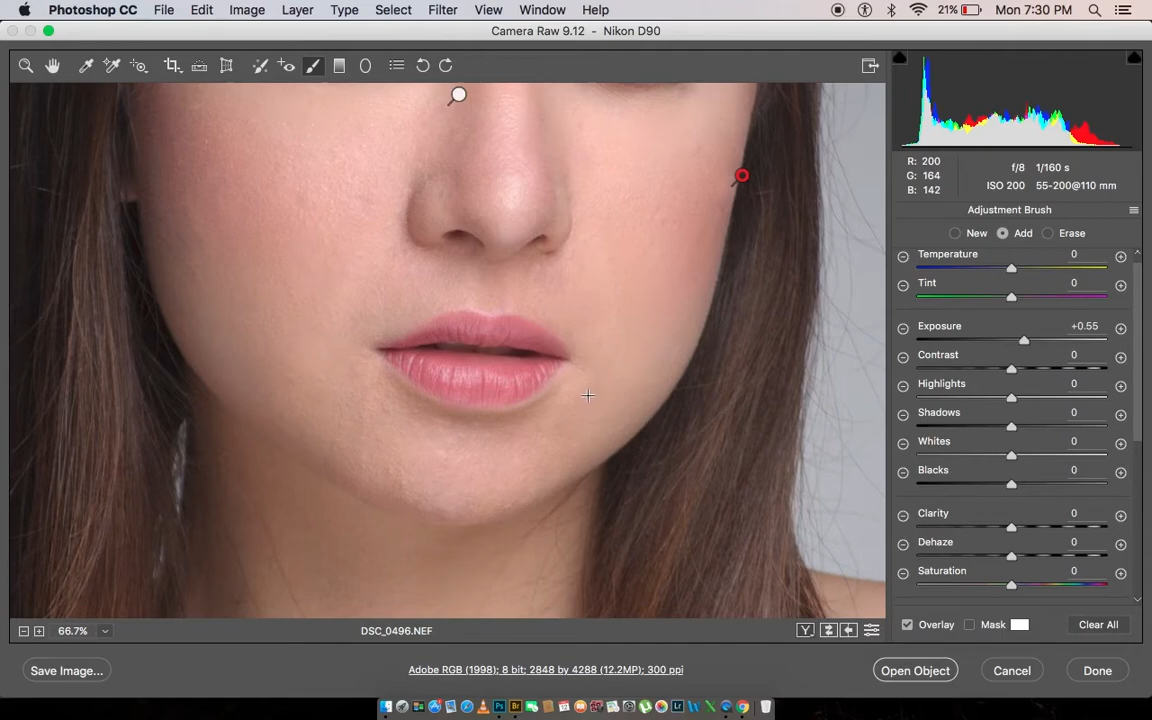 Photoshop CC File Edit Image Layer Type Select Filter View Window Help 21% Mon 7:30 PM
Camera Raw 9.12 - Nikon D90
R: 200 f/8 1/160 s
G: 164
B: 142 ISO 200 55-200@110 mm
Adjustment Brush
New Add Erase
Temperature 0
Tint 0
Exposure +0.55
Contrast 0
Highlights 0
Shadows 0
Whites 0
Blacks 0
Clarity 0
Dehaze 0
Saturation 0
66.7% DSC_0496.NEF Y Overlay Mask Clear All
Save Image... Adobe RGB (1998); 8 bit; 2848 by 4288 (12.2MP); 300 ppi Open Object Cancel Done
Ps Br Lr